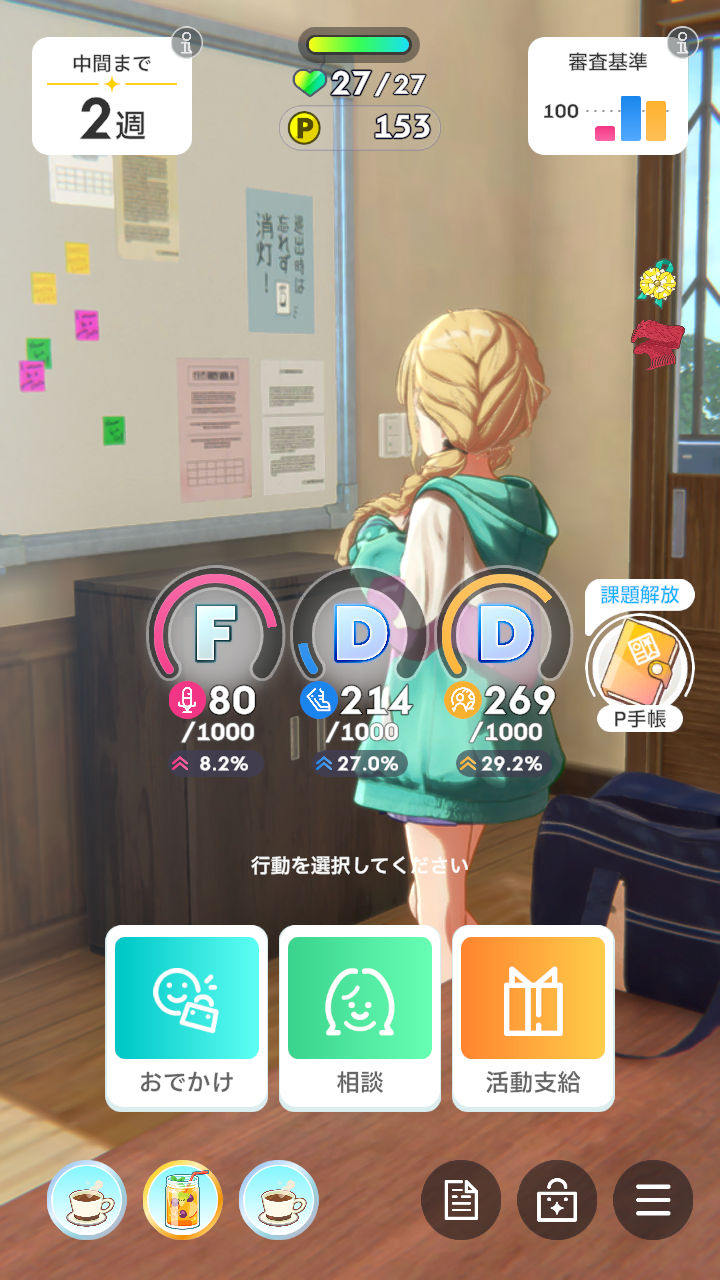 中間まで
2週
27/27
P 153
審査基準
100
退出時は
忘れず
消灯!
F
D
D
80
/1000
8.2%
214
/1000
27.0%
269
/1000
29.2%
課題解放
P手帳
行動を選択してください
おでかけ
相談
活動支給